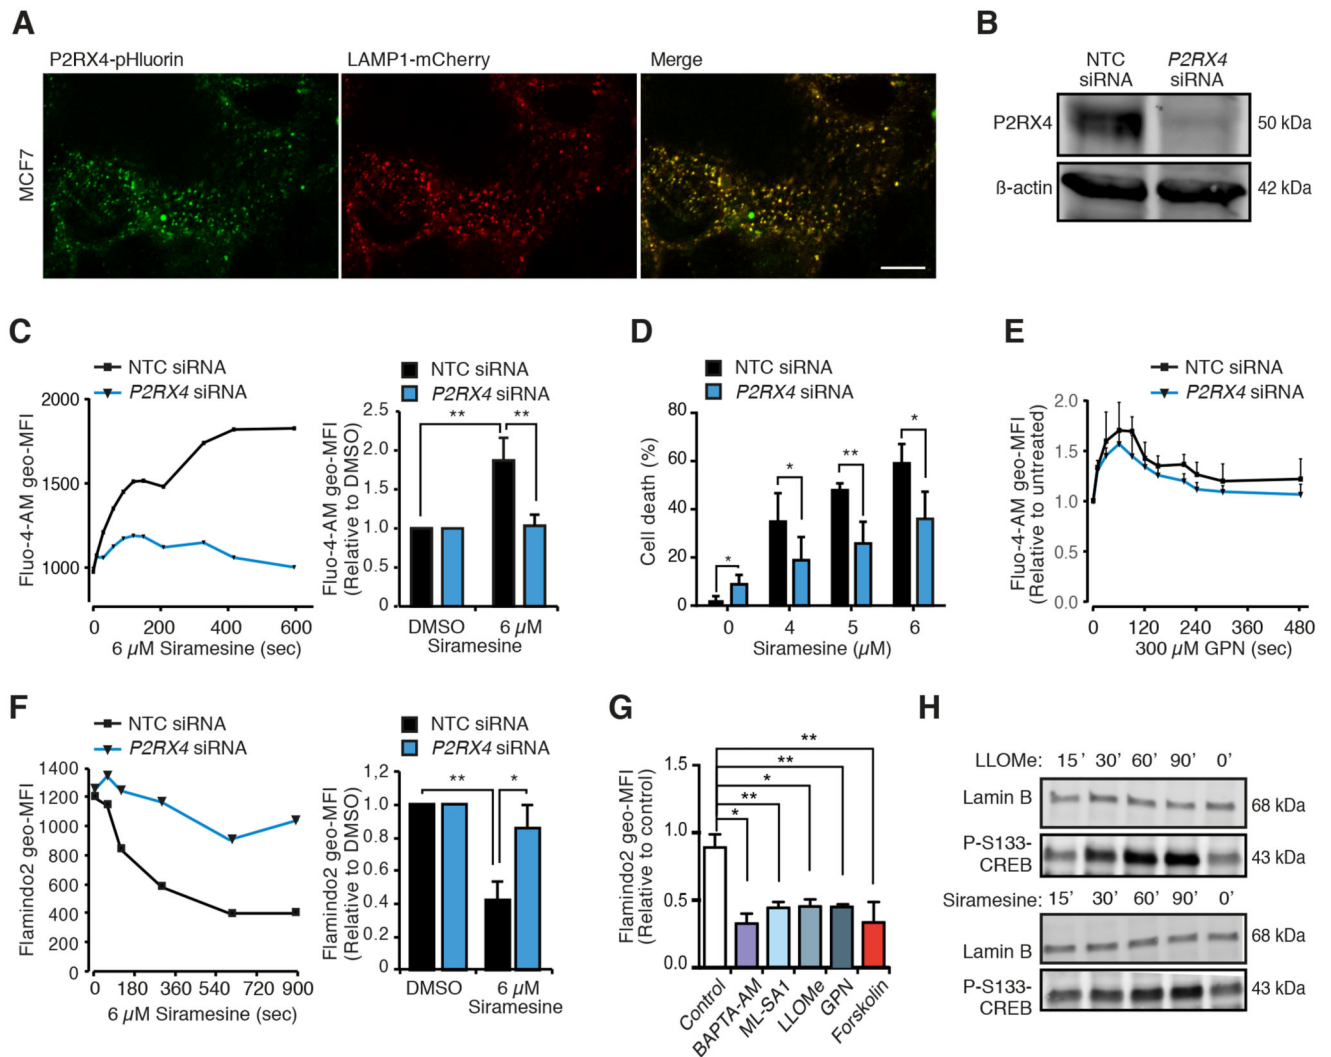 A
P2RX4-pHluorin
LAMP1-mCherry
Merge
MCF7
B
NTC
siRNA
P2RX4
siRNA
P2RX4
50 kDa
ß-actin
42 kDa
C
NTC siRNA
P2RX4 siRNA
Fluo-4-AM geo-MFI
2000
1500
1000
0
200
400
600
6 µM Siramesine (sec)
NTC siRNA
P2RX4 siRNA
Fluo-4-AM geo-MFI
(Relative to DMSO)
2.5
2.0
1.5
1.0
0.5
0
**
**
DMSO
6 µM
Siramesine
D
NTC siRNA
P2RX4 siRNA
Cell death (%)
80
60
40
20
0
*
*
**
*
0
4
5
6
Siramesine (µM)
E
NTC siRNA
P2RX4 siRNA
Fluo-4-AM geo-MFI
(Relative to untreated)
2.0
1.5
1.0
0.5
0.0
0
120
240
360
480
300 µM GPN (sec)
F
NTC siRNA
P2RX4 siRNA
Flamindo2 geo-MFI
1400
1200
1000
800
600
400
200
0
0
180
360
540
720
900
6 µM Siramesine (sec)
NTC siRNA
P2RX4 siRNA
Flamindo2 geo-MFI
(Relative to DMSO)
1,2
1
0.8
0.6
0.4
0.2
0
**
*
DMSO
6 µM
Siramesine
G
Flamindo2 geo-MFI
(Relative to control)
1.5
1.0
0.5
0.0
**
**
*
**
*
Control
BAPTA-AM
ML-SA1
LLOMe
GPN
Forskolin
H
LLOMe: 15’ 30’ 60’ 90’ 0’
Lamin B
68 kDa
P-S133-
CREB
43 kDa
Siramesine: 15’ 30’ 60’ 90’ 0’
Lamin B
68 kDa
P-S133-
CREB
43 kDa